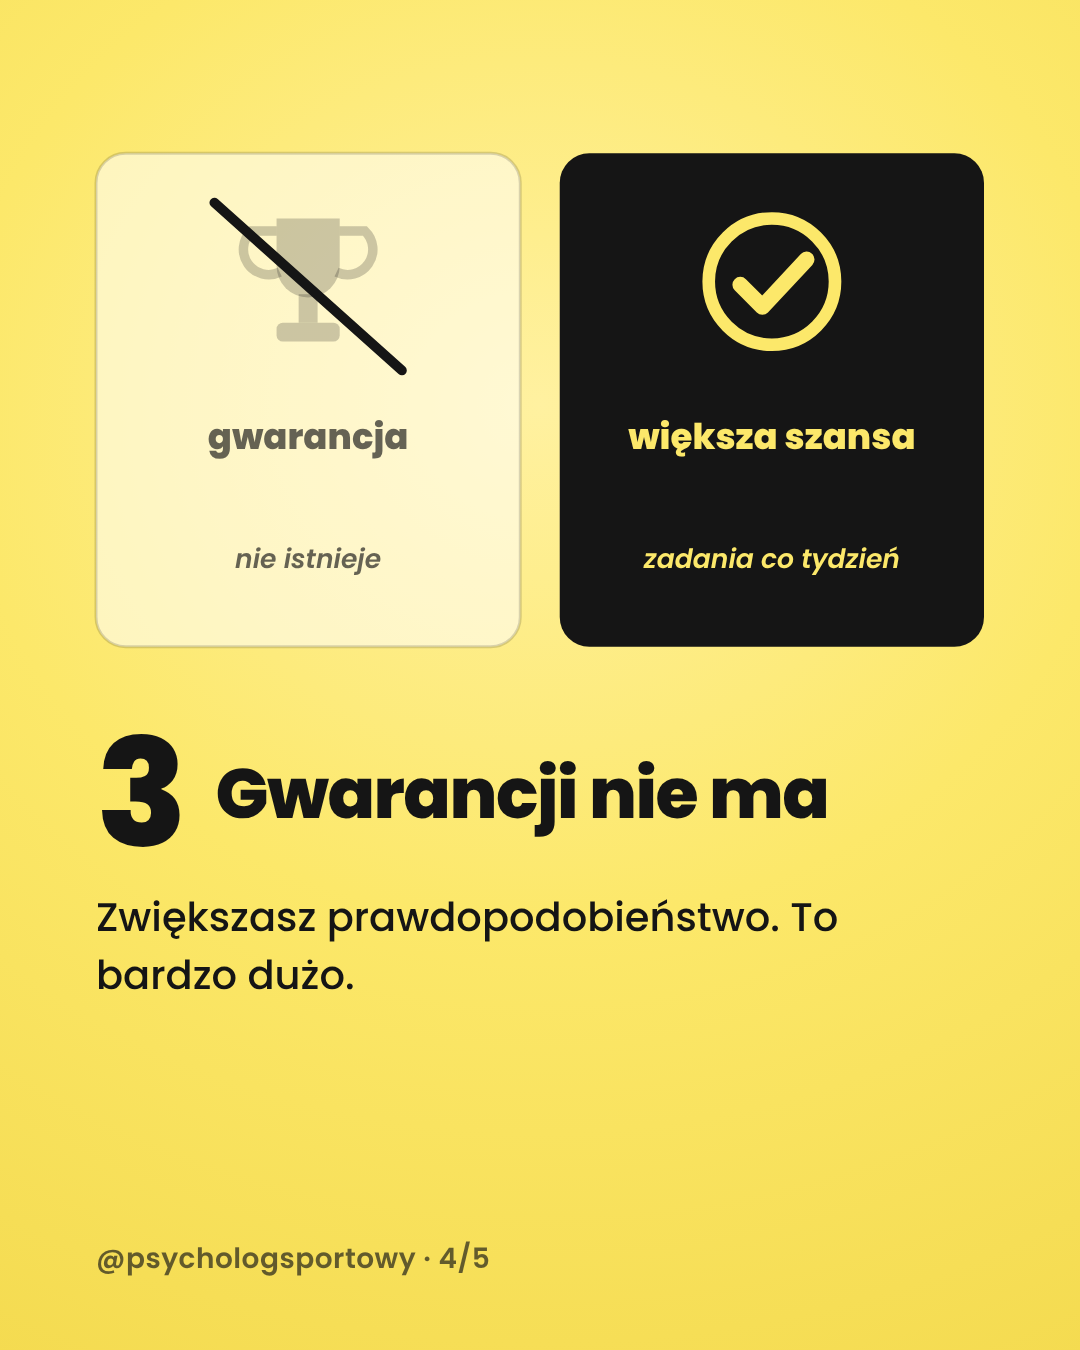 gwarancja
nie istnieje
większa szansa
zadania co tydzień
3 Gwarancji nie ma
Zwiększasz prawdopodobieństwo. To
bardzo dużo.
@psychologsportowy · 4/5